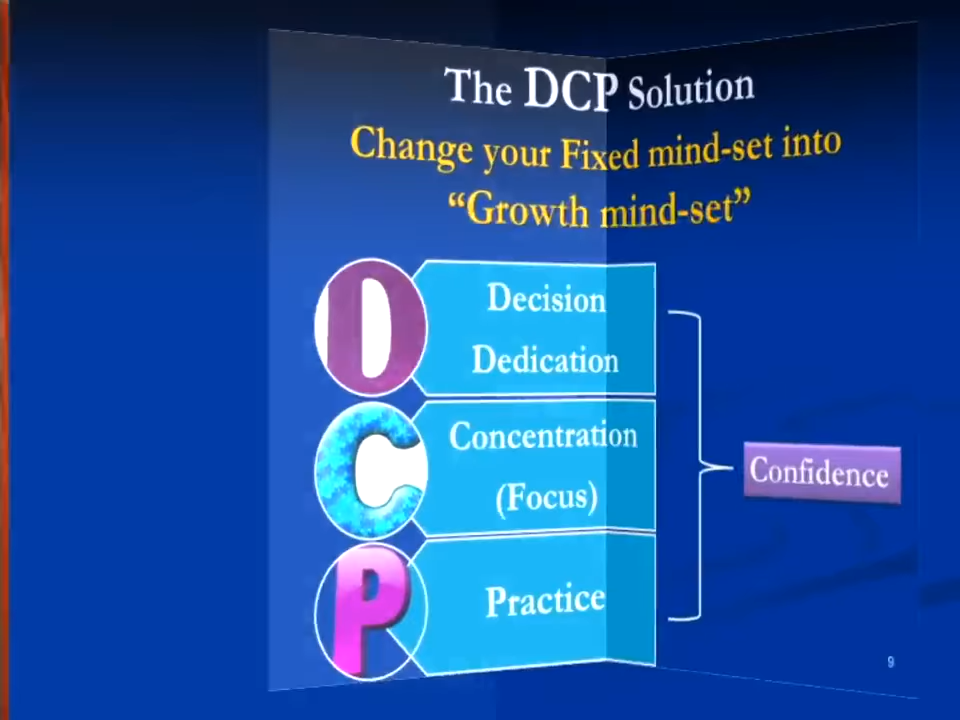 The DCP Solution
Change your Fixed mind-set into
“Growth mind-set”
D
Decision
Dedication
C
Concentration
(Focus)
P
Practice
Confidence
9